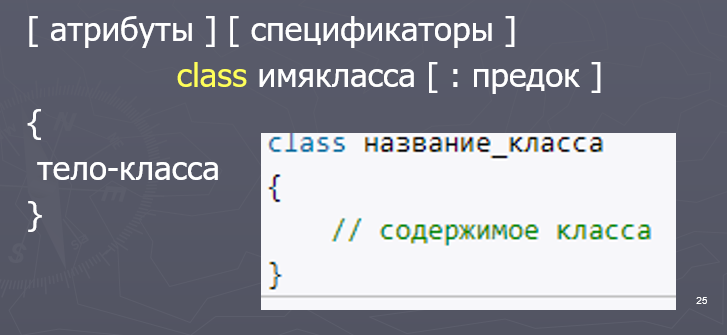 [ атрибуты ] [ спецификаторы ]
class имякласса [ : предок ]
{
тело-класса
}
class название_класса
{
// содержимое класса
}
25